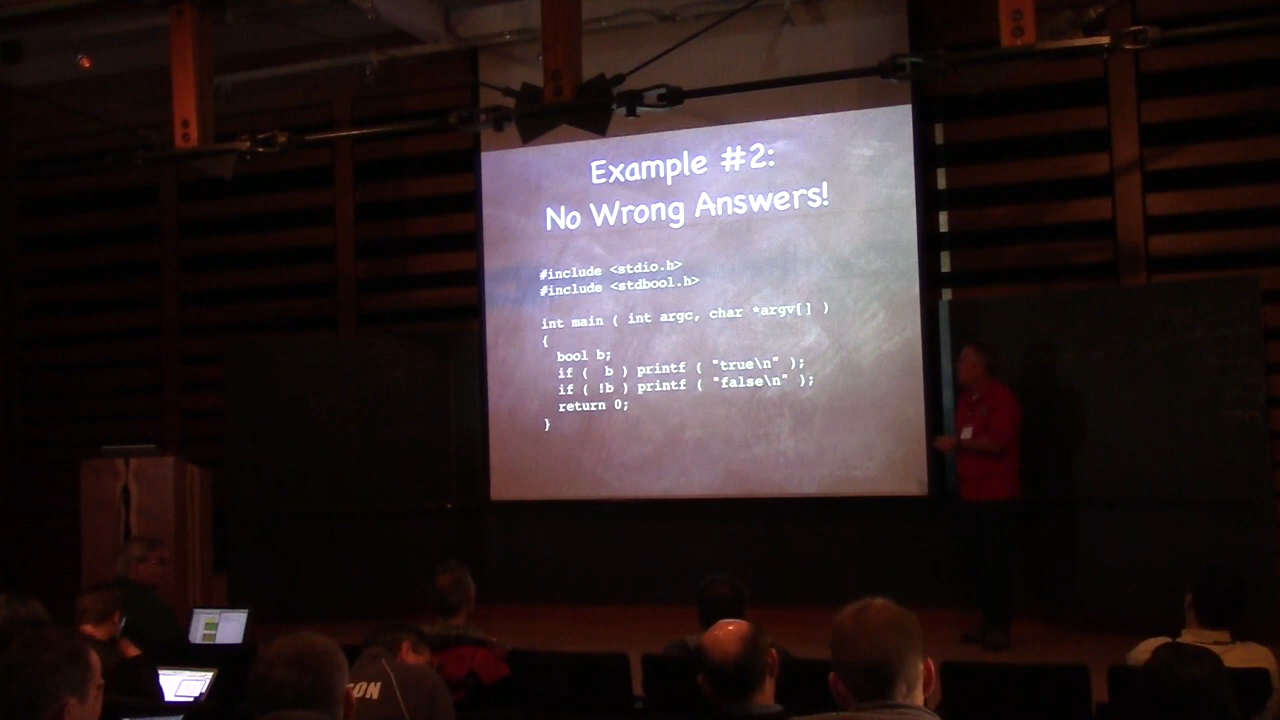 Example #2:
No Wrong Answers!
#include <stdio.h>
#include <stdbool.h>
int main ( int argc, char *argv[] )
{
bool b;
if (  b ) printf ( "true\n" );
if ( !b ) printf ( "false\n" );
return 0;
}
ON